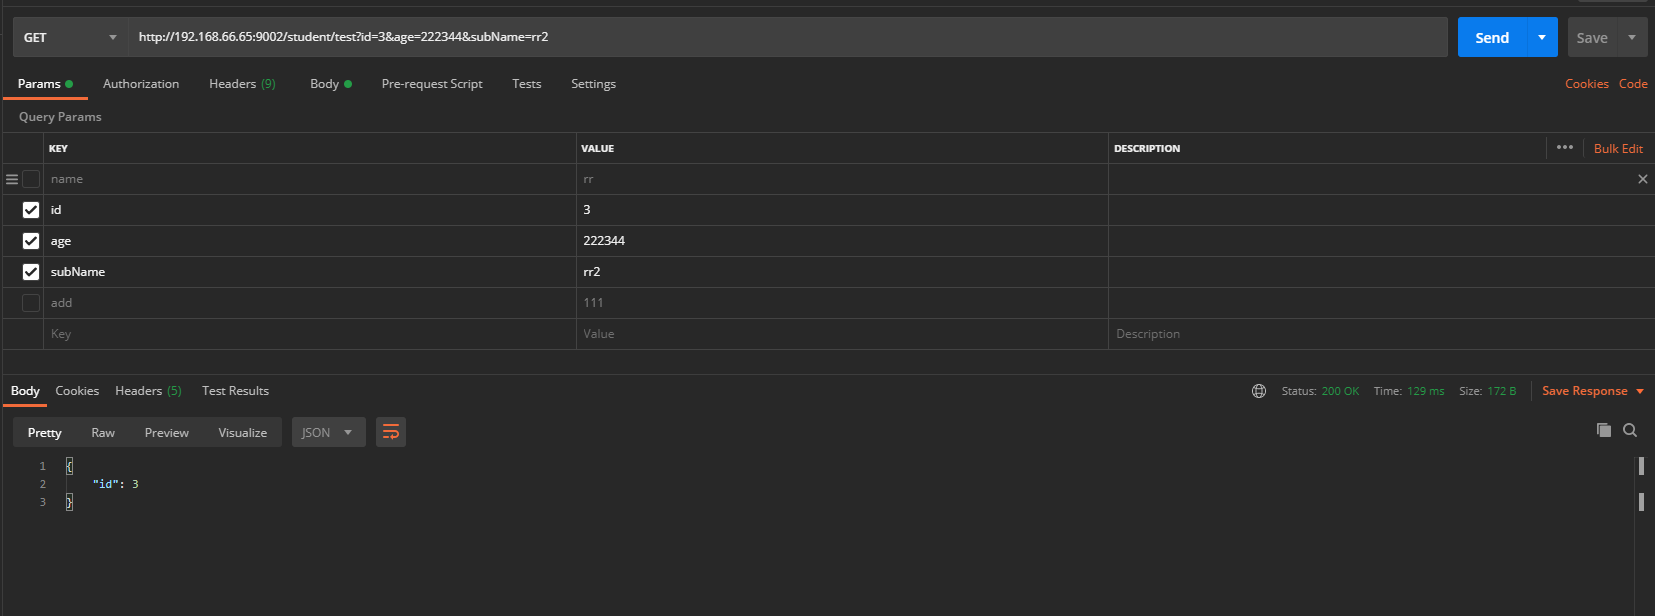 GET http://192.168.66.65:9002/student/test?id=3&age=222344&subName=rr2 Send Save
Params Authorization Headers (9) Body Pre-request Script Tests Settings Cookies Code
Query Params
KEY VALUE DESCRIPTION ••• Bulk Edit
name rr
id 3
age 222344
subName rr2
add 111
Key Value Description
Body Cookies Headers (5) Test Results Status: 200 OK Time: 129 ms Size: 172 B Save Response
Pretty Raw Preview Visualize JSON
1 {
2 "id": 3
3 }